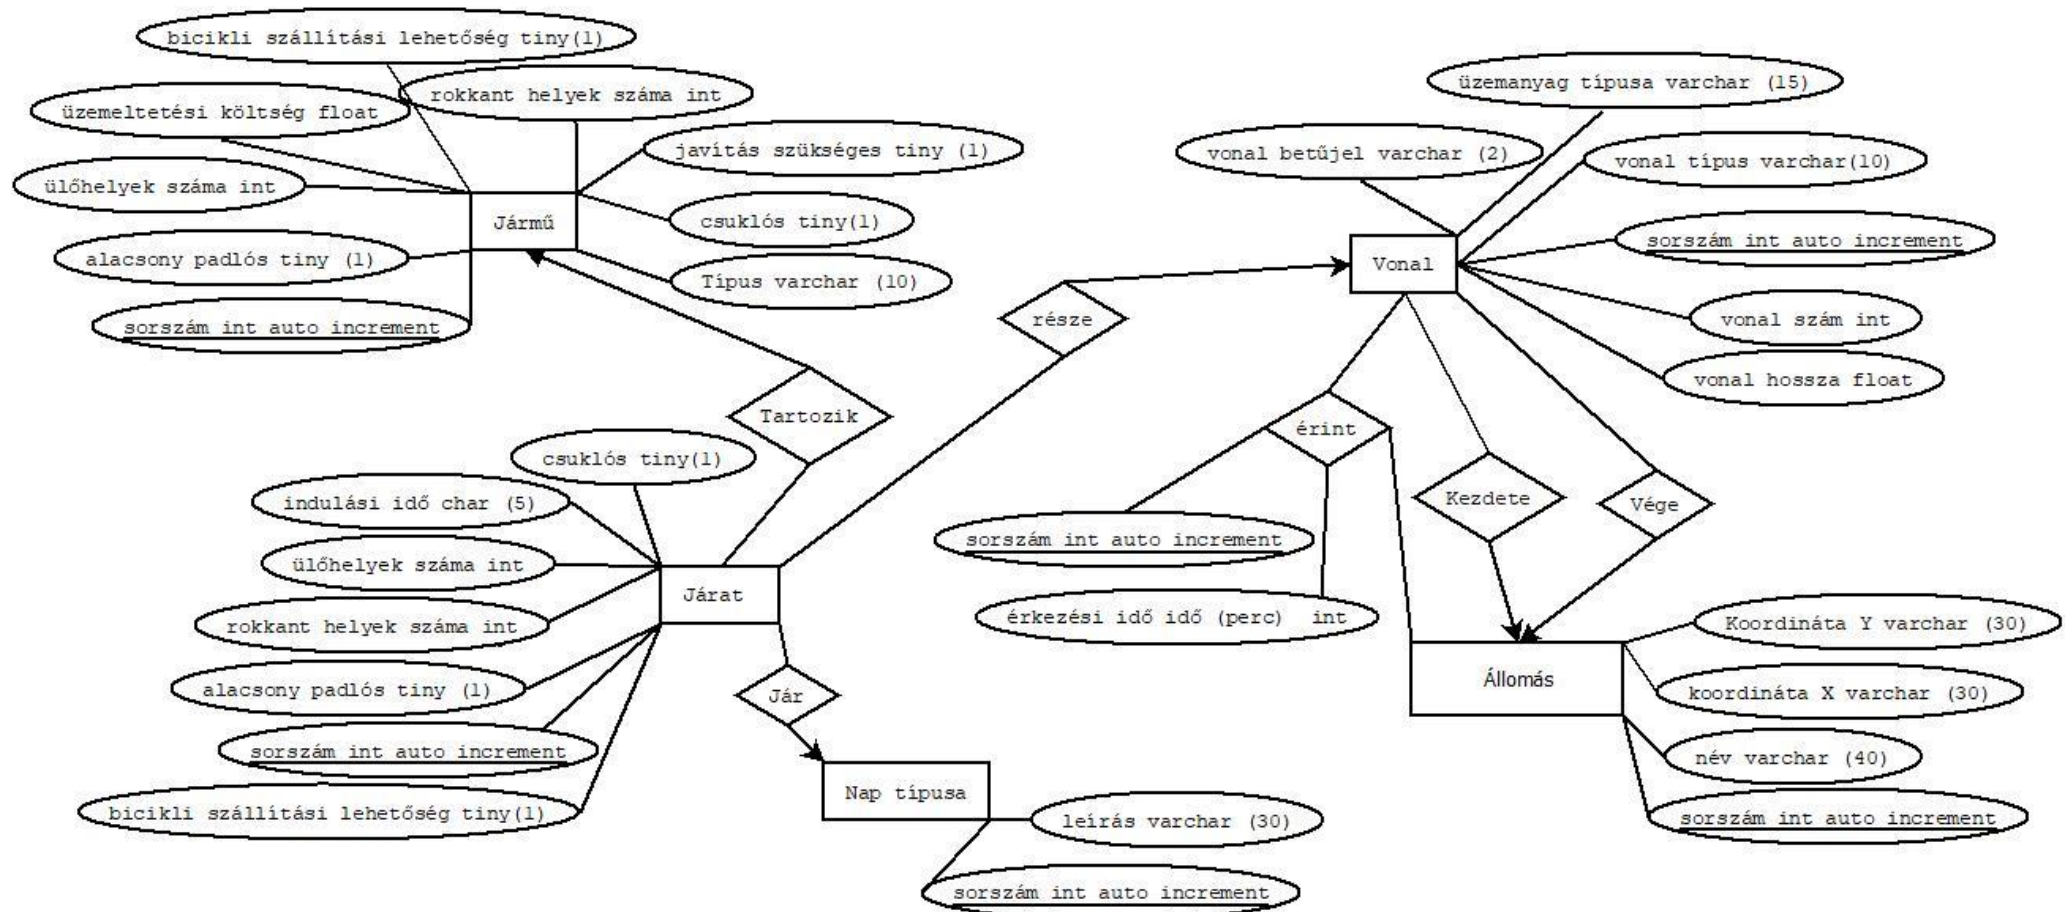 bicikli szállítási lehetőség tiny(1)
üzemeltetési költség float
rokkant helyek száma int
javítás szükséges tiny (1)
ülőhelyek száma int
csuklós tiny(1)
Jármű
alacsony padlós tiny (1)
Típus varchar (10)
sorszám int auto increment
üzemanyag típusa varchar (15)
vonal betűjel varchar (2)
vonal típus varchar(10)
sorszám int auto increment
Vonal
vonal szám int
vonal hossza float
része
Tartozik
érint
Kezdete
Vége
csuklós tiny(1)
indulási idő char (5)
ülőhelyek száma int
Járat
rokkant helyek száma int
alacsony padlós tiny (1)
sorszám int auto increment
bicikli szállítási lehetőség tiny(1)
Jár
Nap típusa
leírás varchar (30)
sorszám int auto increment
sorszám int auto increment
érkezési idő idő (perc) int
Állomás
Koordináta Y varchar (30)
koordináta X varchar (30)
név varchar (40)
sorszám int auto increment